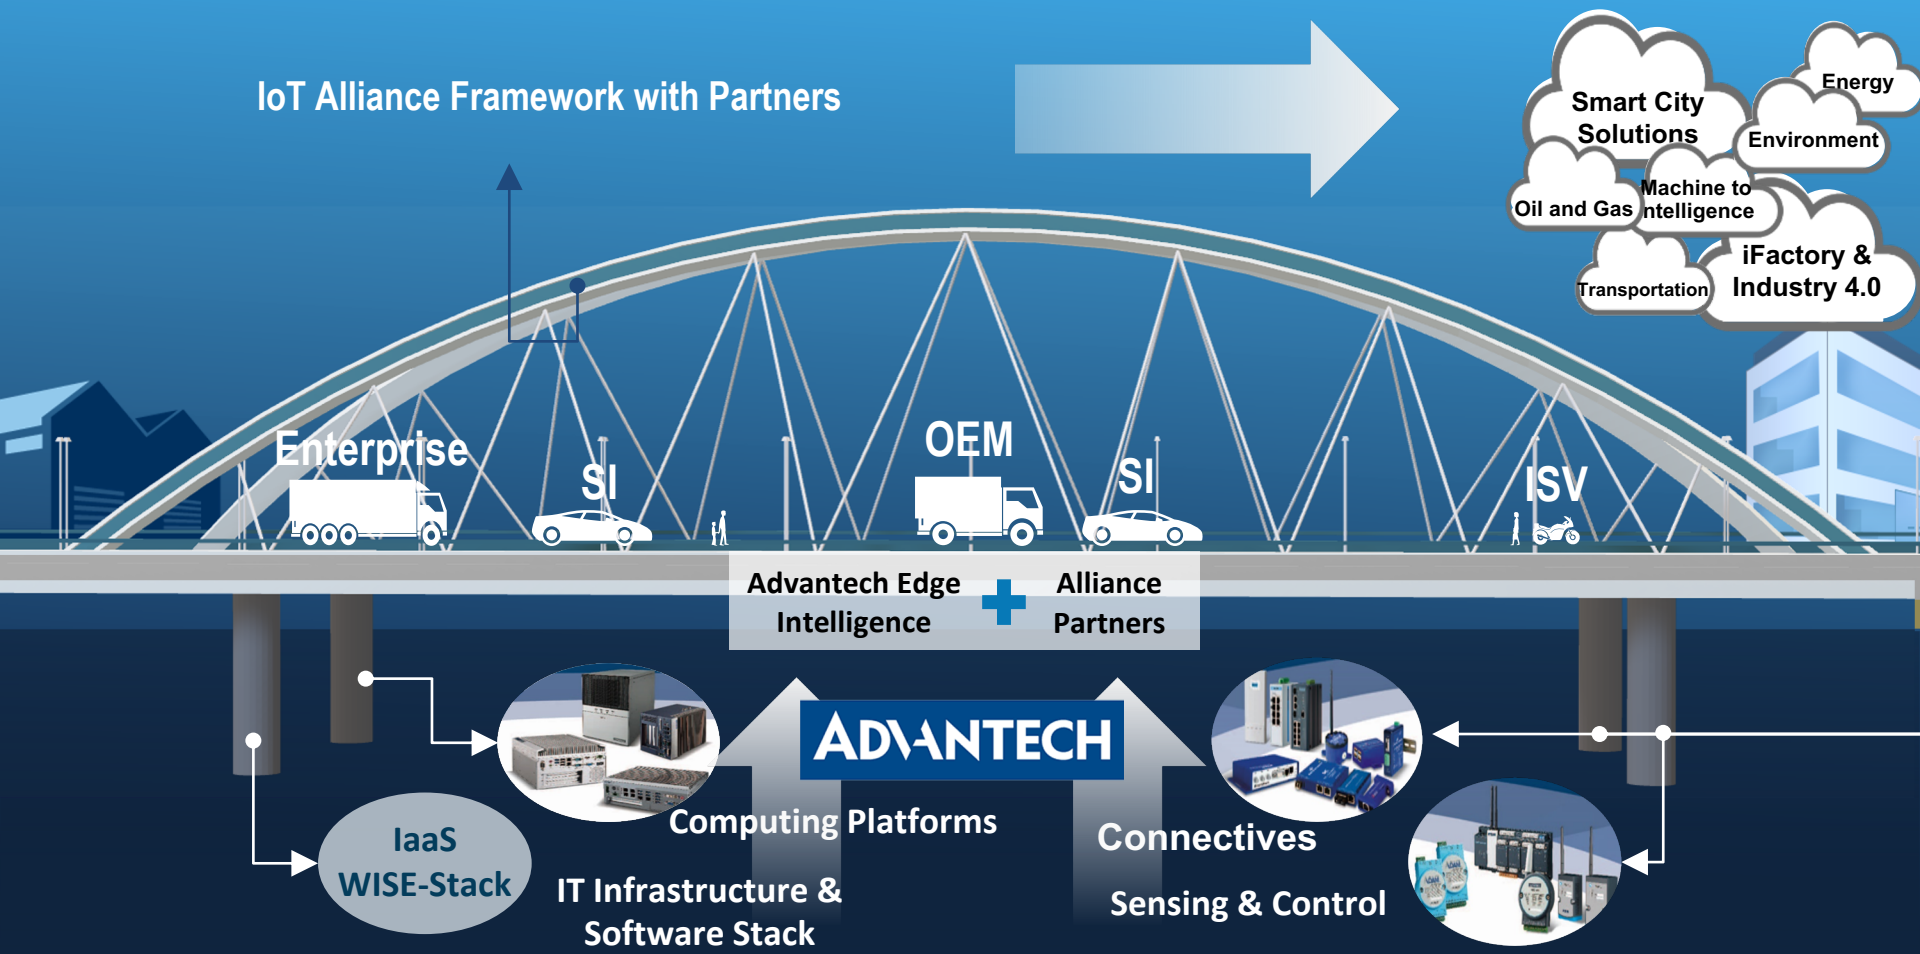 IoT Alliance Framework with Partners
Smart City
Solutions
Energy
Environment
Oil and Gas
Machine to
ntelligence
Transportation
iFactory &
Industry 4.0
Enterprise
SI
OEM
SI
ISV
Advantech Edge
Intelligence
Alliance
Partners
ADVANTECH
Computing Platforms
Connectives
IaaS
WISE-Stack
IT Infrastructure &
Software Stack
Sensing & Control